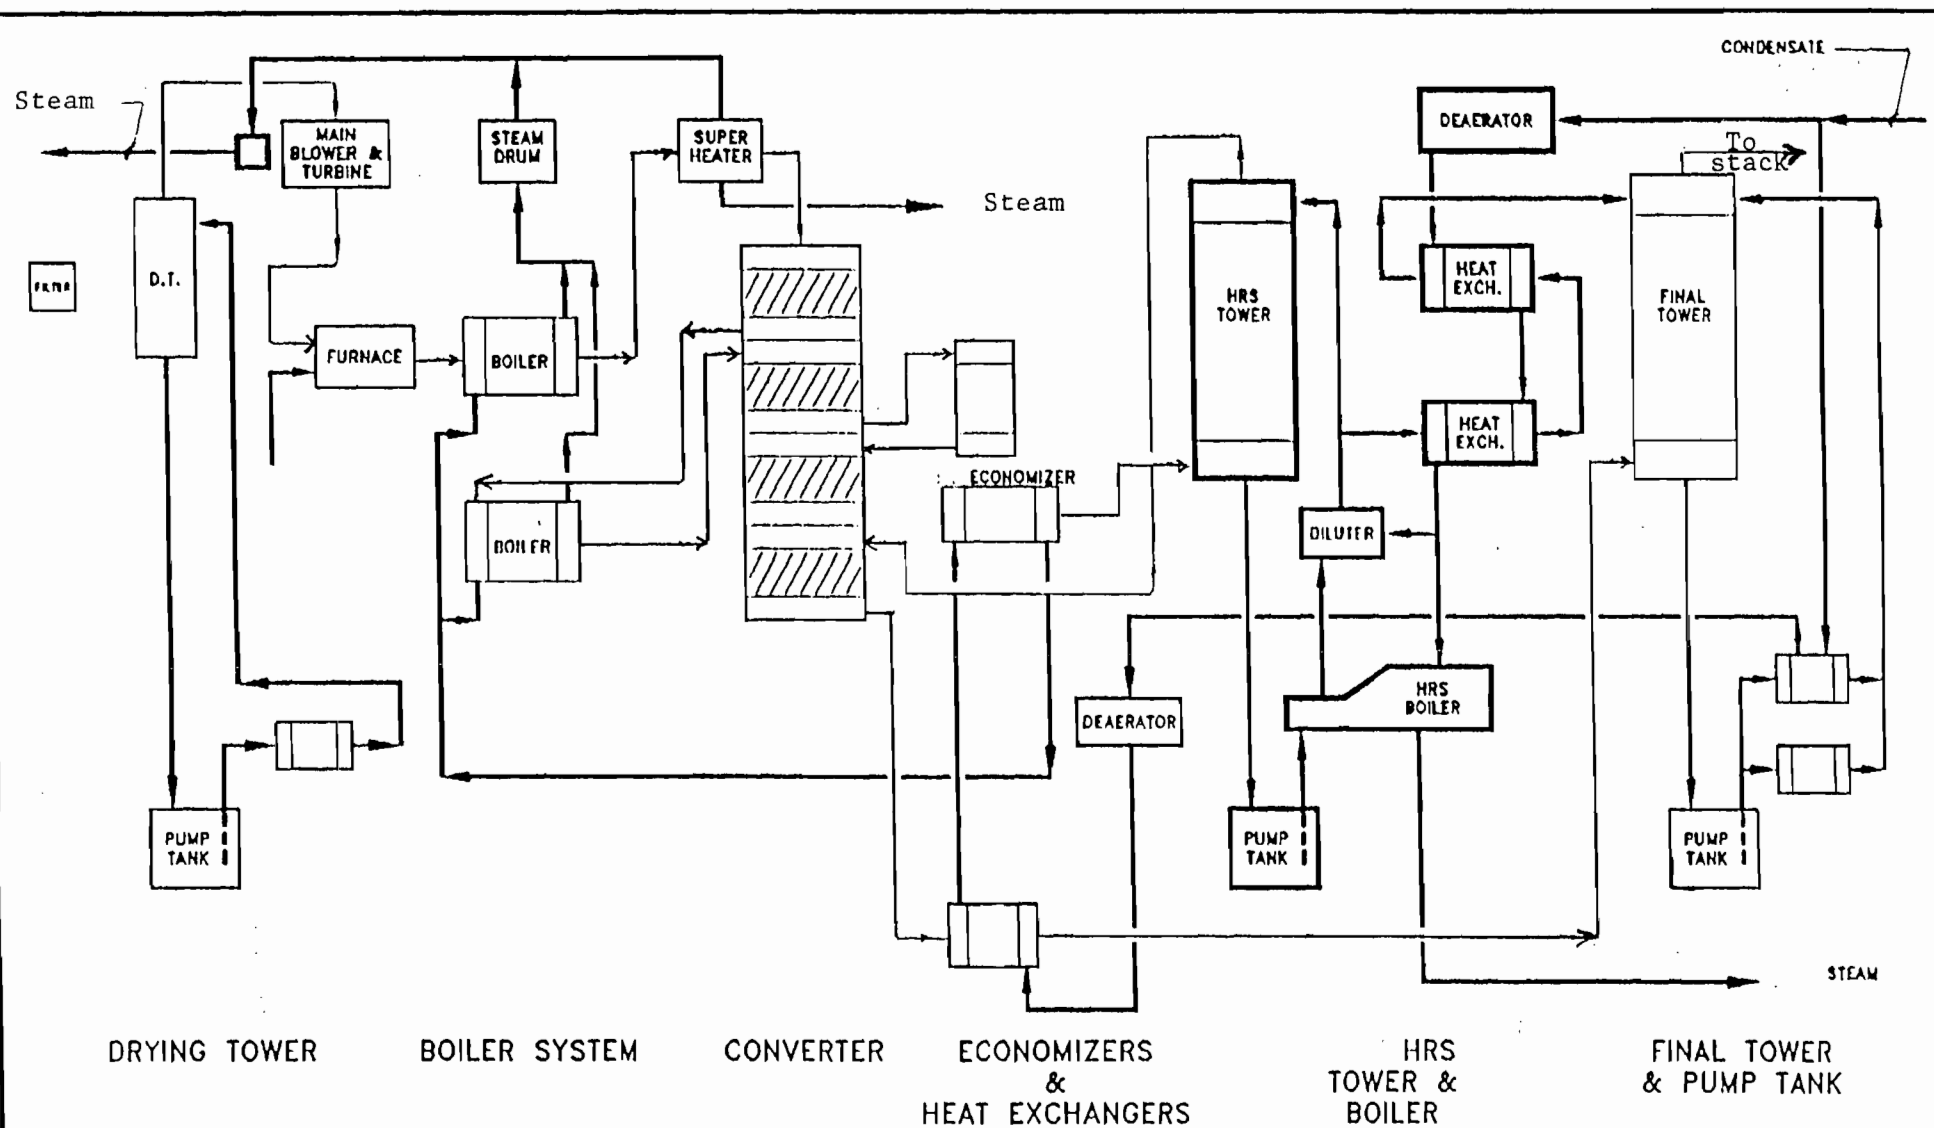 CONDENSATE
Steam
MAIN
BLOWER &
TURBINE
STEAM
DRUM
SUPER
HEATER
DEAERATOR
To
stack
Steam
D.T.
FILTER
HRS
TOWER
HEAT
EXCH.
FINAL
TOWER
FURNACE
BOILER
HEAT
EXCH.
ECONOMIZER
BOILER
DILUTER
HRS
BOILER
DEAERATOR
PUMP
TANK
PUMP
TANK
PUMP
TANK
STEAM
DRYING TOWER
BOILER SYSTEM
CONVERTER
ECONOMIZERS
&
HEAT EXCHANGERS
HRS
TOWER &
BOILER
FINAL TOWER
& PUMP TANK